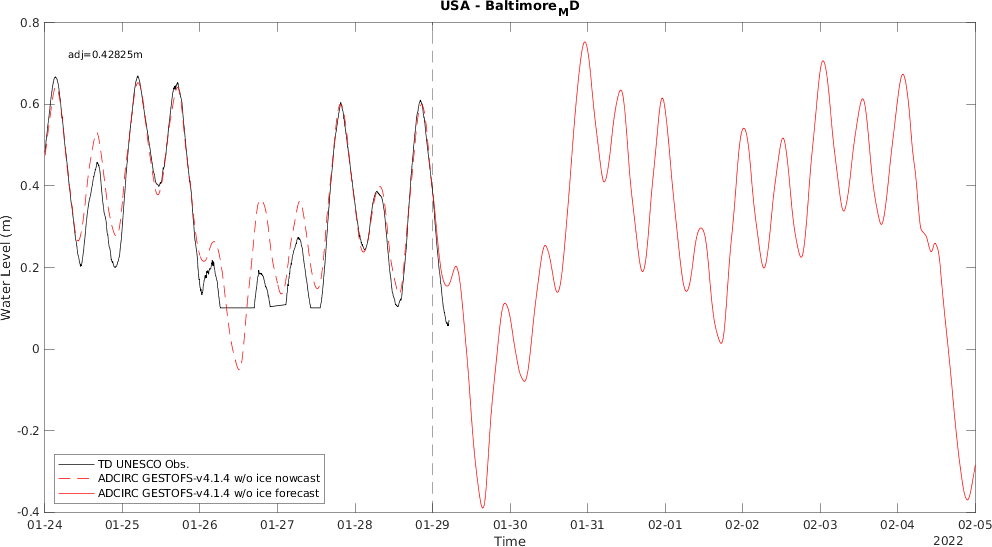 USA - BaltimoreMD
adj=0.42825m
0.8
0.6
0.4
0.2
0
-0.2
-0.4
Water Level (m)
TD UNESCO Obs.
ADCIRC GESTOFS-v4.1.4 w/o ice nowcast
ADCIRC GESTOFS-v4.1.4 w/o ice forecast
01-24 01-25 01-26 01-27 01-28 01-29 01-30 01-31 02-01 02-02 02-03 02-04 02-05
Time
2022